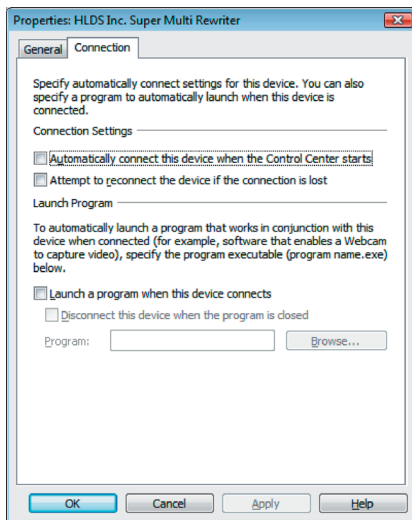 Properties: HLDS Inc. Super Multi Rewriter
General
Connection
Specify automatically connect settings for this device. You can also
specify a program to automatically launch when this device is
connected.
Connection Settings
Automatically connect this device when the Control Center starts
Attempt to reconnect the device if the connection is lost
Launch Program
To automatically launch a program that works in conjunction with this
device when connected (for example, software that enables a Webcam
to capture video), specify the program executable (program name.exe)
below.
Launch a program when this device connects
Disconnect this device when the program is closed
Program:
Browse...
OK
Cancel
Apply
Help